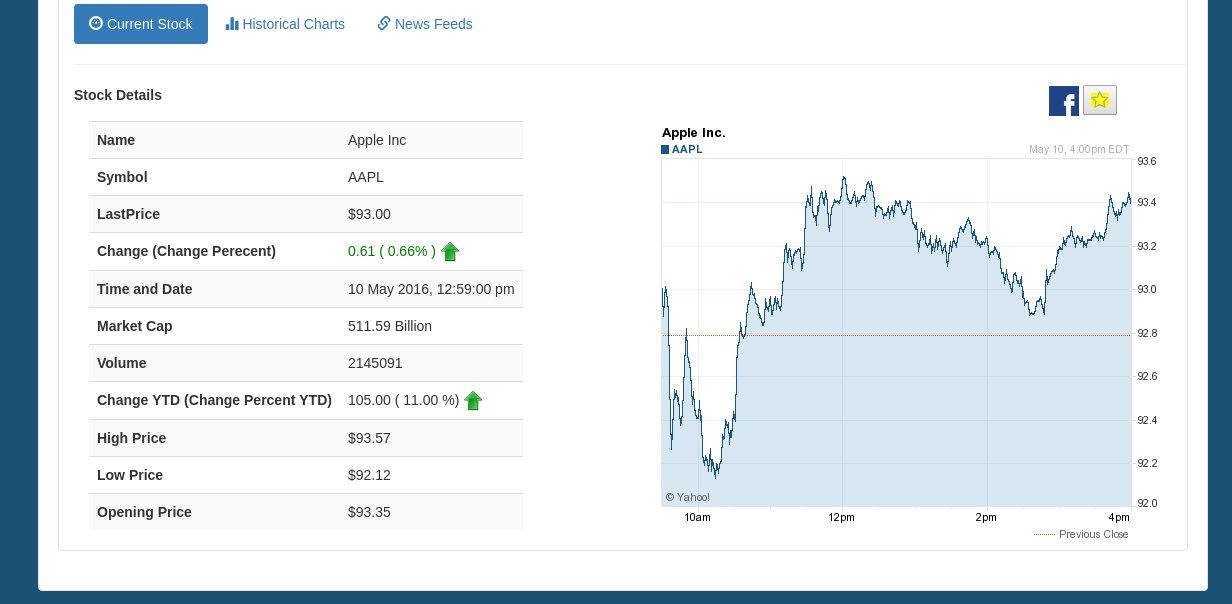 Current Stock Historical Charts News Feeds
Stock Details
Name Apple Inc
Symbol AAPL
LastPrice $93.00
Change (Change Perecent) 0.61 ( 0.66% )
Time and Date 10 May 2016, 12:59:00 pm
Market Cap 511.59 Billion
Volume 2145091
Change YTD (Change Percent YTD) 105.00 ( 11.00 %)
High Price $93.57
Low Price $92.12
Opening Price $93.35
f
Apple Inc.
AAPL May 10, 4:00pm EDT
93.6
93.4
93.2
93.0
92.8
92.6
92.4
92.2
92.0
© Yahoo!
10am 12pm 2pm 4pm
Previous Close